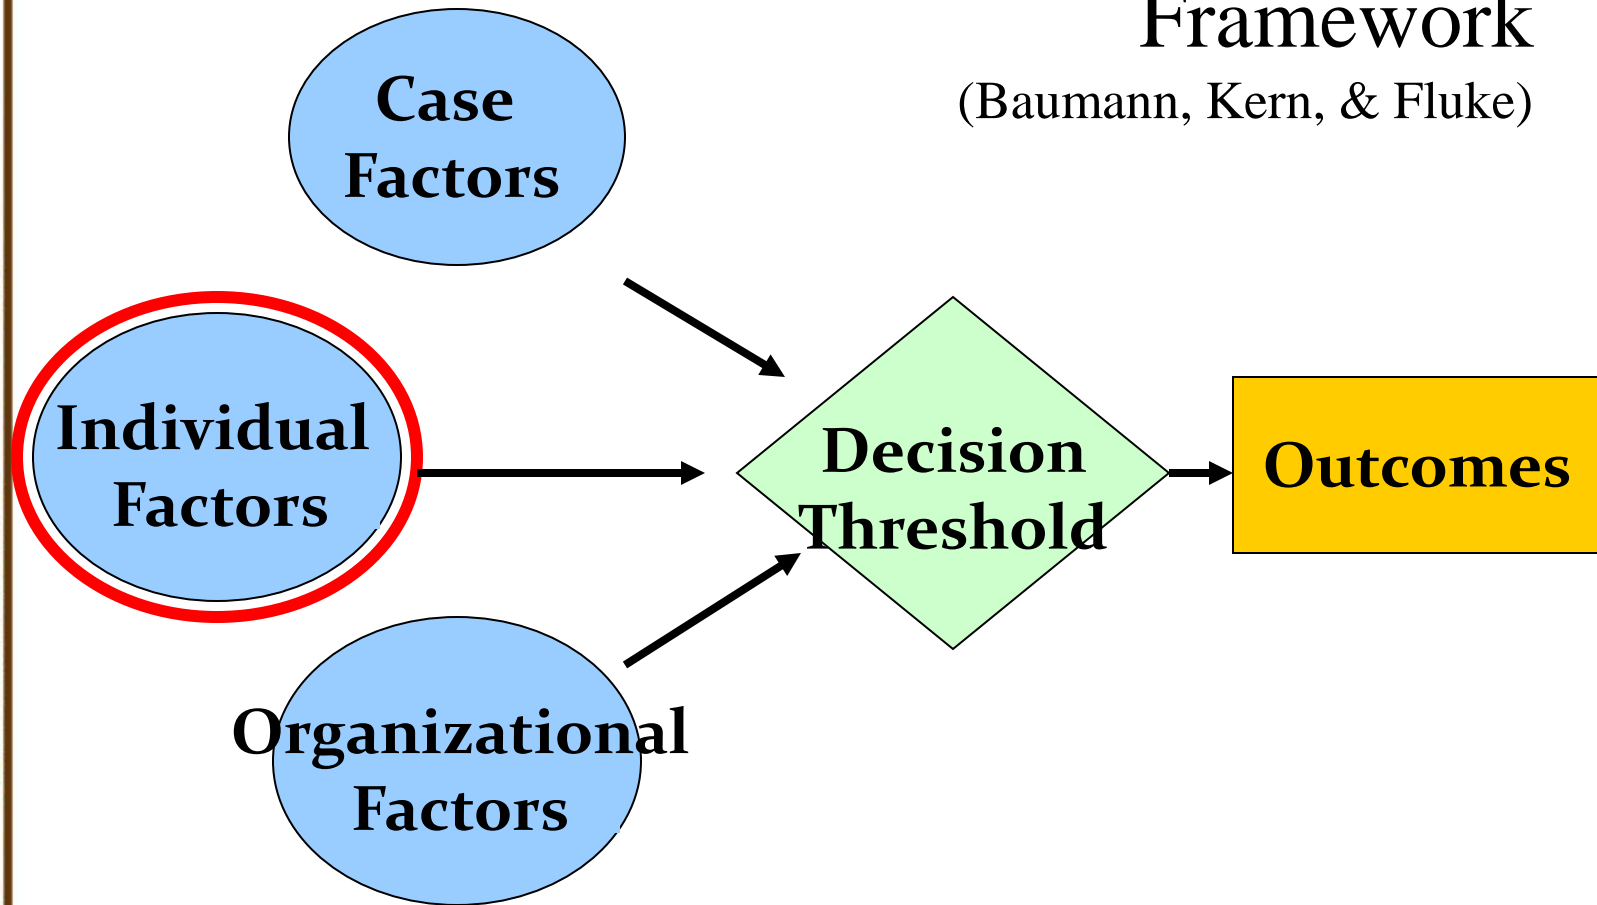 Framework
(Baumann, Kern, & Fluke)
Case
Factors
Individual
Factors
Decision
Threshold
Outcomes
Organizational
Factors